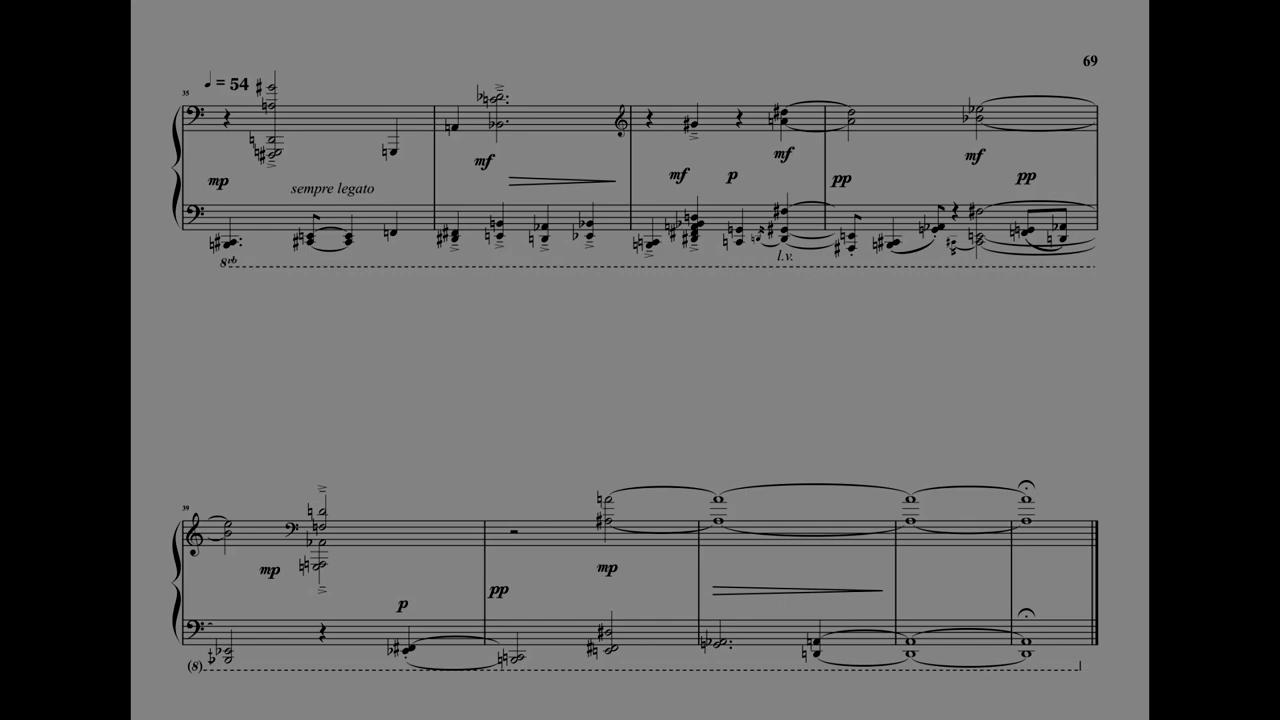 69
♩ = 54
35
mf
mf
mf
mf
mp
p
pp
pp
sempre legato
8vb
l.v.
39
mp
pp
mp
p
(8)